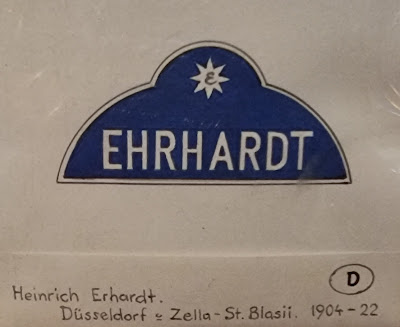 E
EHRHARDT
D
Heinrich Erhardt.
Düsseldorf u Zella-St. Blasii. 1904-22